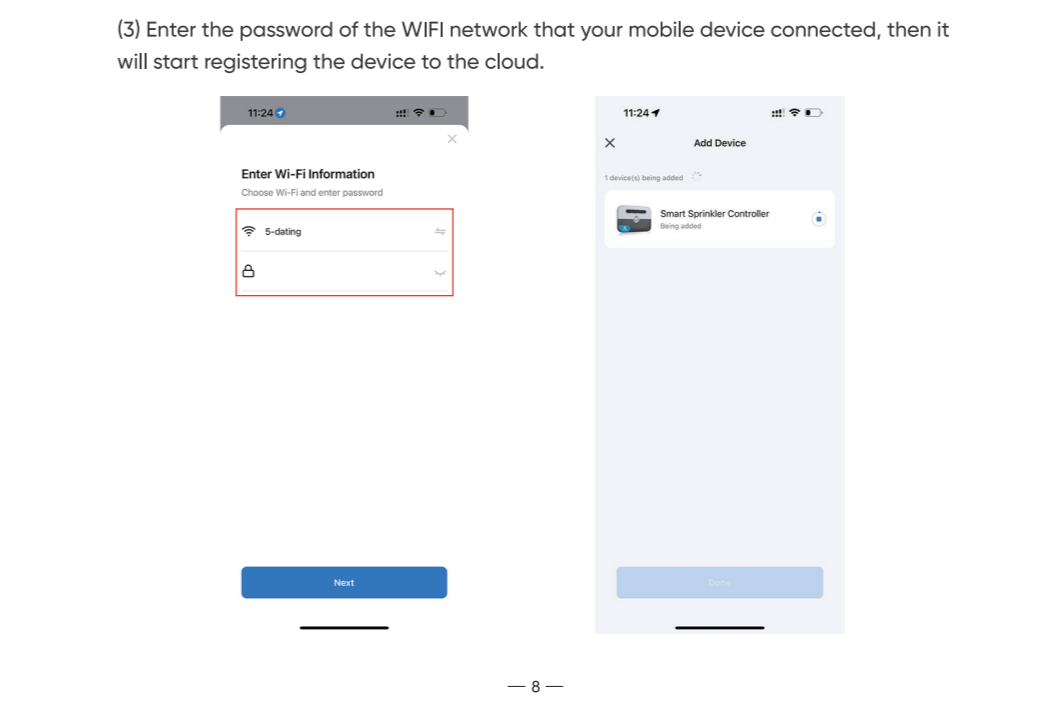 (3) Enter the password of the WIFI network that your mobile device connected, then it
will start registering the device to the cloud.
11:24
Enter Wi-Fi Information
Choose Wi-Fi and enter password
5-dating
Next
11:24
Add Device
1 device(s) being added
Smart Sprinkler Controller
Being added
Done
— 8 —